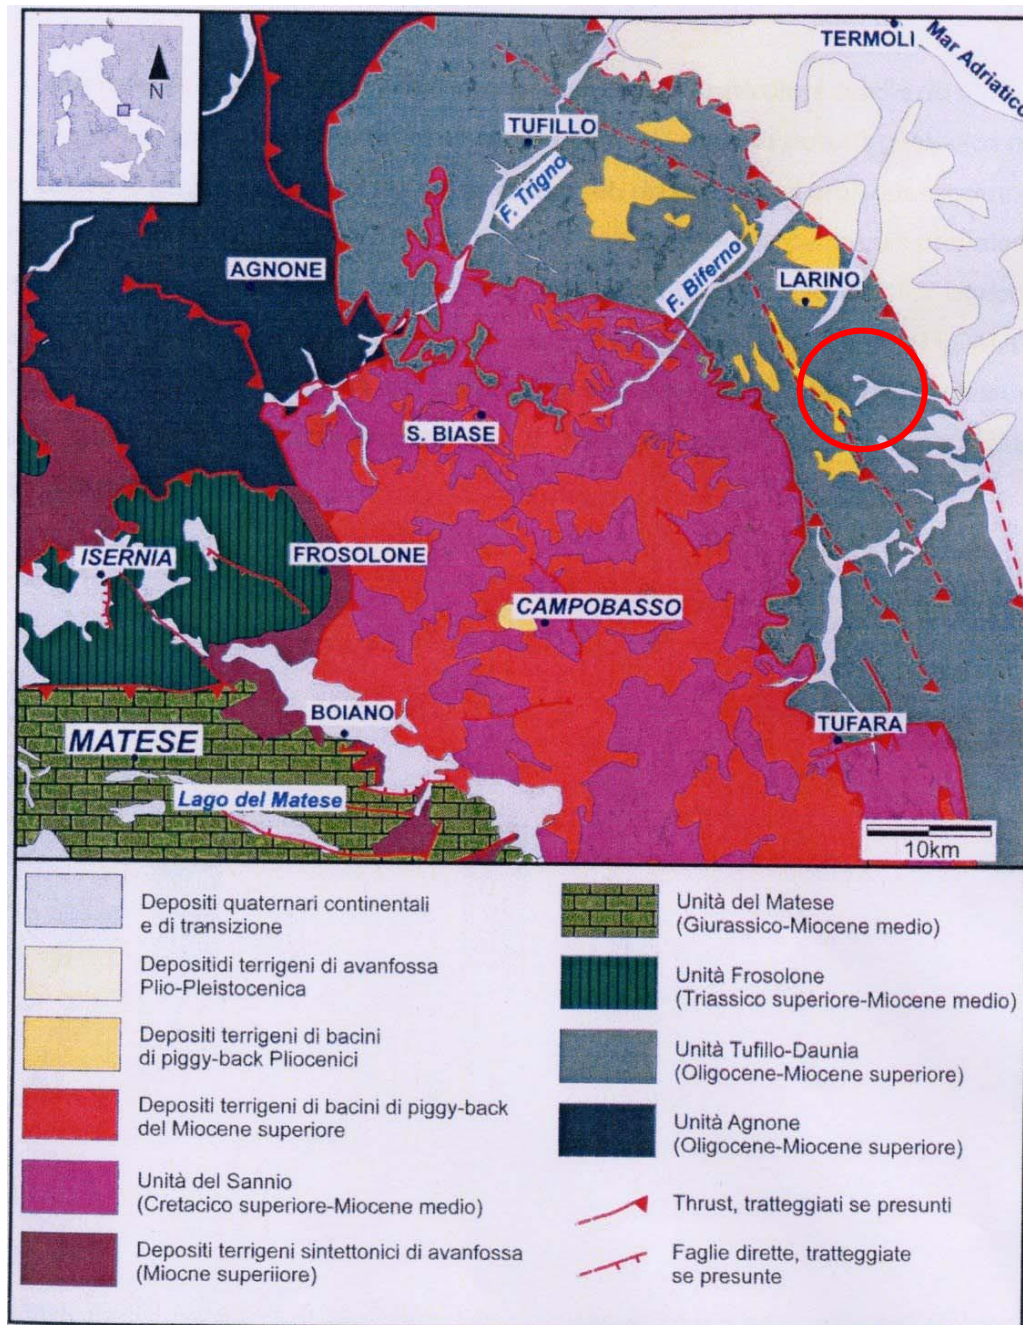 N
TERMOLI
Mar Adriatico
TUFILLO
F. Trigno
AGNONE
F. Biferno
LARINO
S. BIASE
ISERNIA
FROSOLONE
CAMPOBASSO
BOIANO
TUFARA
MATESE
Lago del Matese
10km
Depositi quaternari continentali
e di transizione
Depositidi terrigeni di avanfossa
Plio-Pleistocenica
Depositi terrigeni di bacini
di piggy-back Pliocenici
Depositi terrigeni di bacini di piggy-back
del Miocene superiore
Unità del Sannio
(Cretacico superiore-Miocene medio)
Depositi terrigeni sintettonici di avanfossa
(Miocne superiiore)
Unità del Matese
(Giurassico-Miocene medio)
Unità Frosolone
(Triassico superiore-Miocene medio)
Unità Tufillo-Daunia
(Oligocene-Miocene superiore)
Unità Agnone
(Oligocene-Miocene superiore)
Thrust, tratteggiati se presunti
Faglie dirette, tratteggiate
se presunte